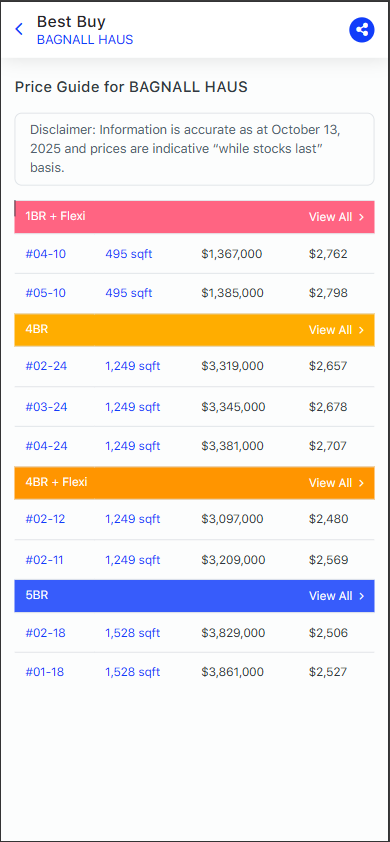 Best Buy
BAGNALL HAUS
Price Guide for BAGNALL HAUS
Disclaimer: Information is accurate as at October 13,
2025 and prices are indicative “while stocks last”
basis.
1BR + Flexi View All
#04-10 495 sqft $1,367,000 $2,762
#05-10 495 sqft $1,385,000 $2,798
4BR View All
#02-24 1,249 sqft $3,319,000 $2,657
#03-24 1,249 sqft $3,345,000 $2,678
#04-24 1,249 sqft $3,381,000 $2,707
4BR + Flexi View All
#02-12 1,249 sqft $3,097,000 $2,480
#02-11 1,249 sqft $3,209,000 $2,569
5BR View All
#02-18 1,528 sqft $3,829,000 $2,506
#01-18 1,528 sqft $3,861,000 $2,527